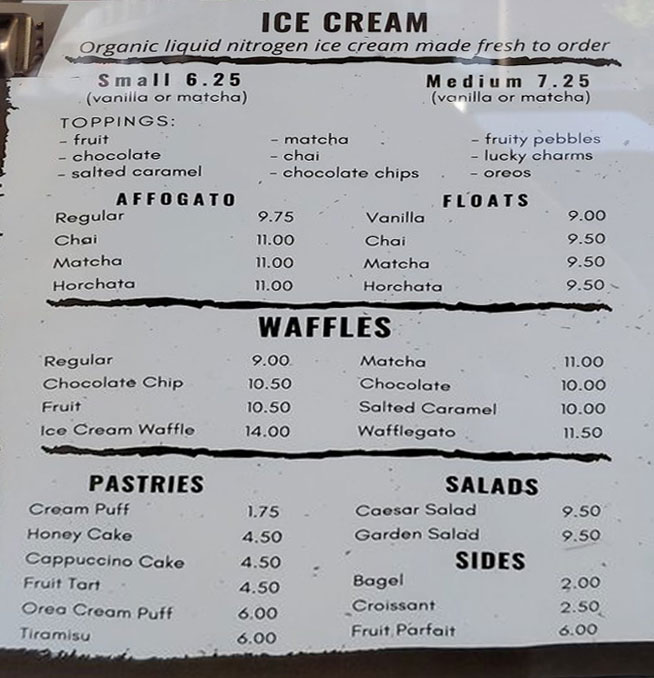 ICE CREAM
Organic liquid nitrogen ice cream made fresh to order
Small 6.25
(vanilla or matcha)
Medium 7.25
(vanilla or matcha)
TOPPINGS:
- fruit
- chocolate
- salted caramel
- matcha
- chai
- chocolate chips
- fruity pebbles
- lucky charms
- oreos
AFFOGATO
Regular 9.75
Chai 11.00
Matcha 11.00
Horchata 11.00
FLOATS
Vanilla 9.00
Chai 9.50
Matcha 9.50
Horchata 9.50
WAFFLES
Regular 9.00
Chocolate Chip 10.50
Fruit 10.50
Ice Cream Waffle 14.00
Matcha 11.00
Chocolate 10.00
Salted Caramel 10.00
Wafflegato 11.50
PASTRIES
Cream Puff 1.75
Honey Cake 4.50
Cappuccino Cake 4.50
Fruit Tart 4.50
Oreo Cream Puff 6.00
Tiramisu 6.00
SALADS
Caesar Salad 9.50
Garden Salad 9.50
SIDES
Bagel 2.00
Croissant 2.50
Fruit Parfait 6.00